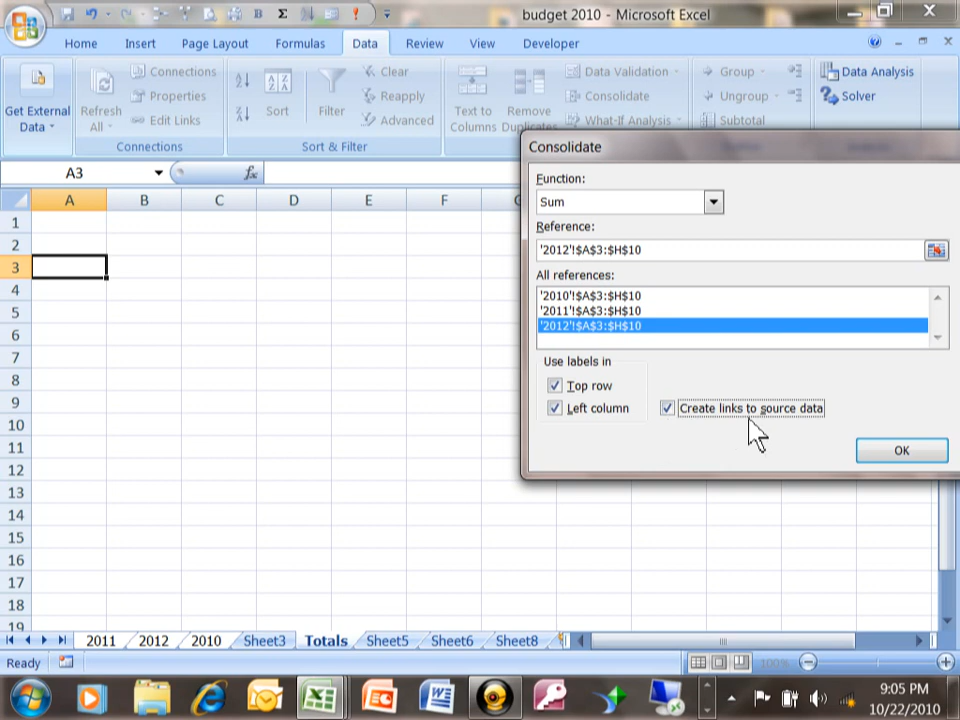 budget 2010 - Microsoft Excel
Home Insert Page Layout Formulas Data Review View Developer
Get External Data
Refresh All
Connections
Properties
Edit Links
Connections
Sort
Filter
Clear
Reapply
Advanced
Sort & Filter
Text to Columns
Remove Duplicates
Data Validation
Consolidate
What-If Analysis
Group
Ungroup
Subtotal
Data Analysis
Solver
A3
fx
A B C D E F
1
2
3
4
5
6
7
8
9
10
11
12
13
14
15
16
17
18
19
Consolidate
Function:
Sum
Reference:
'2012'!$A$3:$H$10
All references:
'2010'!$A$3:$H$10
'2011'!$A$3:$H$10
'2012'!$A$3:$H$10
Use labels in
Top row
Left column
Create links to source data
OK
2011 2012 2010 Sheet3 Totals Sheet5 Sheet6 Sheet8
Ready
100%
9:05 PM
10/22/2010